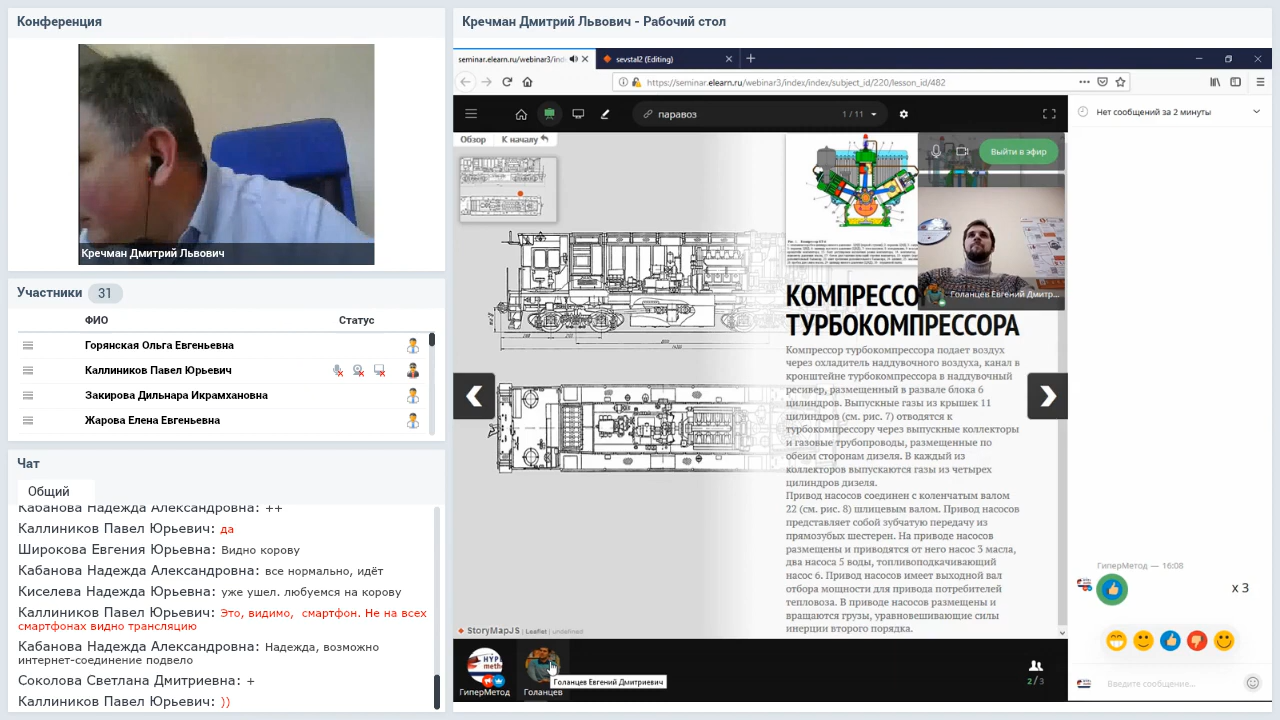 Конференция
Кречман Дмитрий Львович
Участники 31
ФИО Статус
Горянская Ольга Евгеньевна
Каллиников Павел Юрьевич
Закирова Дильнара Икрамхановна
Жарова Елена Евгеньевна
Чат
Общий
Кабанова Надежда Александровна: ++
Каллиников Павел Юрьевич: да
Широкова Евгения Юрьевна: Видно корову
Кабанова Надежда Александровна: все нормально, идёт
Киселева Надежда Юрьевна: уже ушел. любуемся на корову
Каллиников Павел Юрьевич: Это, видимо, смартфон. Не на всех
смартфонах видно трансляцию
Кабанова Надежда Александровна: Надежда, возможно
интернет-соединение подвело
Соколова Светлана Дмитриевна: +
Каллиников Павел Юрьевич: ))
Кречман Дмитрий Львович - Рабочий стол
seminar.elearn.ru/webinar3/ind
sevstal2 (Editing)
https://seminar.elearn.ru/webinar3/index/index/subject_id/220/lesson_id/482
паровоз 1 / 11
Обзор К началу
Выйти в эфир
Голанцев Евгений Дмитр...
КОМПРЕССО
ТУРБОКОМПРЕССОРА
Компрессор турбокомпрессора подает воздух
через охладитель наддувочного воздуха, канал в
кронштейне турбокомпрессора в наддувочный
ресивер, размещенный в развале блока 6
цилиндров. Выпускные газы из крышек 11
цилиндров (см. рис. 7) отводятся к
турбокомпрессору через выпускные коллекторы
и газовые трубопроводы, размещенные по
обеим сторонам дизеля. В каждый из
коллекторов выпускаются газы из четырех
цилиндров дизеля.
Привод насосов соединен с коленчатым валом
22 (см. рис. 8) шлицевым валом. Привод насосов
представляет собой зубчатую передачу из
прямозубых шестерен. На приводе насосов
размещены и приводятся от него насос 3 масла,
два насоса 5 воды, топливоподкачивающий
насос 6. Привод насосов имеет выходной вал
отбора мощности для привода потребителей
тепловоза. В приводе насосов размещены и
вращаются грузы, уравновешивающие силы
инерции второго порядка.
StoryMapJS | Leaflet | undefined
ГиперМетод
Голанцев
Голанцев Евгений Дмитриевич
2 / 3
Нет сообщений за 2 минуты
ГиперМетод — 16:08
x 3
Введите сообщение...